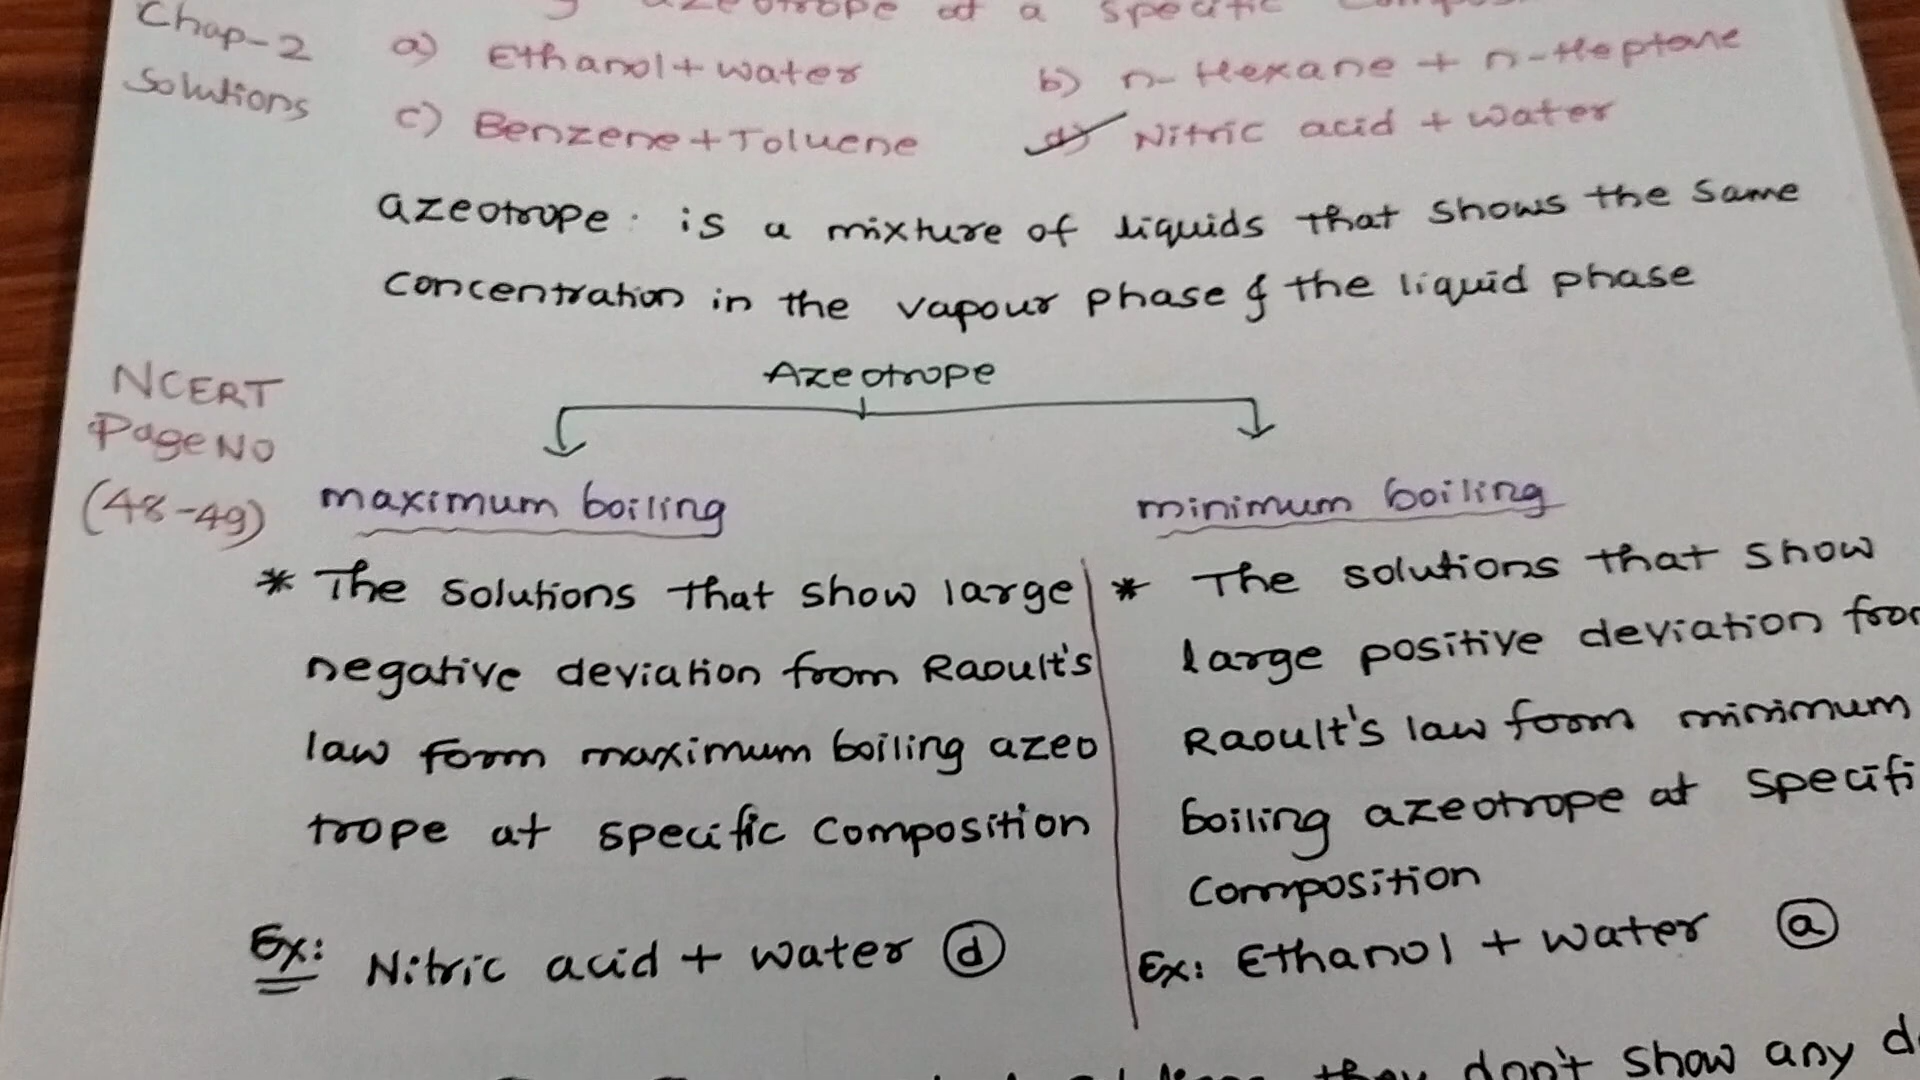 azeotrope at a specific
Chap-2
Solutions
a) Ethanol + water
b) n-Hexane + n-Heptane
c) Benzene + Toluene
d) Nitric acid + water
azeotrope: is a mixture of liquids that shows the same
concentration in the vapour phase & the liquid phase
NCERT
Page No
(48-49)
Azeotrope
maximum boiling
* The solutions that show large
negative deviation from Raoult's
law form maximum boiling azeo
trope at specific composition
Ex: Nitric acid + water (d)
minimum boiling
* The solutions that show
large positive deviation from
Raoult's law form minimum
boiling azeotrope at specifi
Composition
Ex: Ethanol + water (a)
they don't show any d